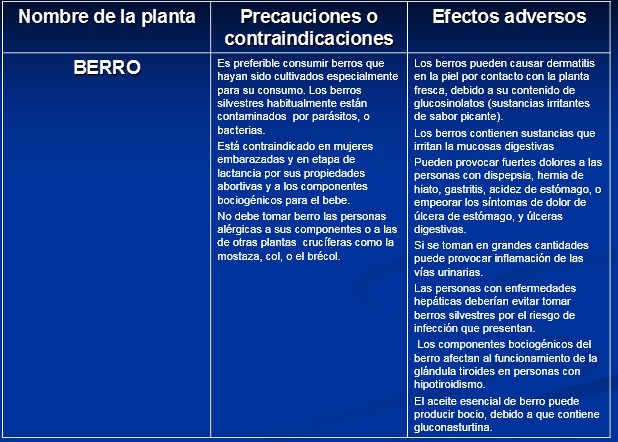 Nombre de la planta
Precauciones o
contraindicaciones
Efectos adversos
BERRO
Es preferible consumir berros que
hayan sido cultivados especialmente
para su consumo. Los berros
silvestres habitualmente están
contaminados por parásitos, o
bacterias.
Está contraindicado en mujeres
embarazadas y en etapa de
lactancia por sus propiedades
abortivas y a los componentes
bociogénicos para el bebe.
No debe tomar berro las personas
alérgicas a sus componentes o a las
de otras plantas crucíferas como la
mostaza, col, o el brécol.
Los berros pueden causar dermatitis
en la piel por contacto con la planta
fresca, debido a su contenido de
glucosinolatos (sustancias irritantes
de sabor picante).
Los berros contienen sustancias que
irritan la mucosas digestivas
Pueden provocar fuertes dolores a las
personas con dispepsia, hernia de
hiato, gastritis, acidez de estómago, o
empeorar los síntomas de dolor de
úlcera de estómago, y úlceras
digestivas.
Si se toman en grandes cantidades
puede provocar inflamación de las
vías urinarias.
Las personas con enfermedades
hepáticas deberían evitar tomar
berros silvestres por el riesgo de
infección que presentan.
Los componentes bociogénicos del
berro afectan al funcionamiento de la
glándula tiroides en personas con
hipotiroidismo.
El aceite esencial de berro puede
producir bocio, debido a que contiene
gluconasturtina.